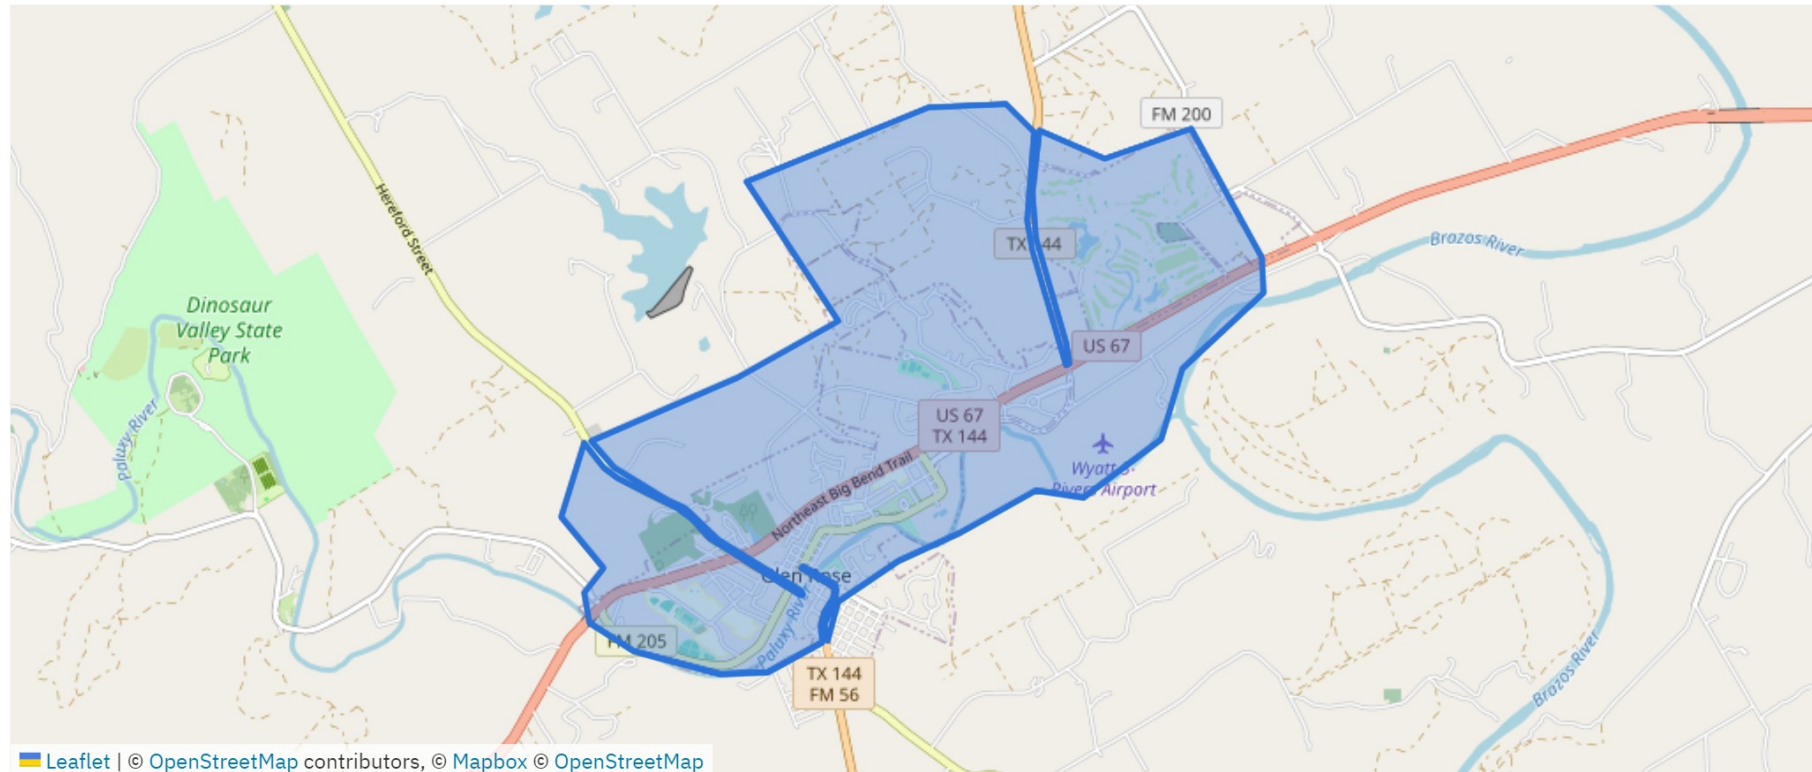 FM 200
Hereford Street
TX 144
Brazos River
Dinosaur
Valley State
Park
US 67
Paluxy River
US 67
TX 144
Northeast Big Bend Trail
Wyatt 3-
Rivers Airport
Glen Rose
Paluxy River
FM 205
TX 144
FM 56
Brazos River
Leaflet | © OpenStreetMap contributors, © Mapbox © OpenStreetMap